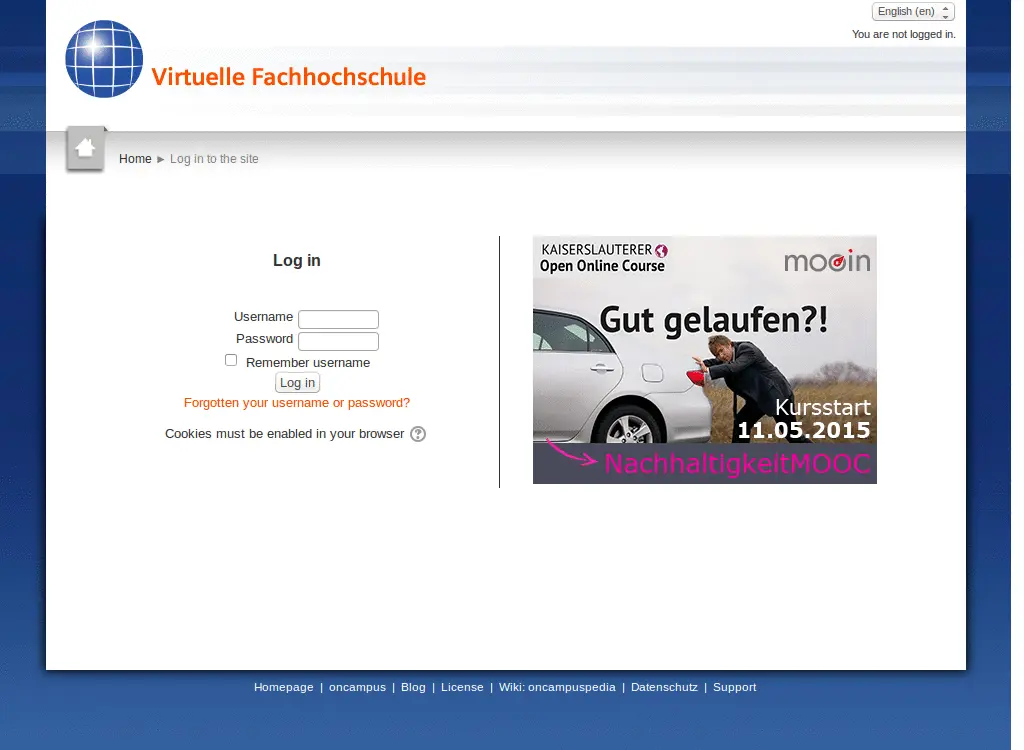 English (en)
You are not logged in.
Virtuelle Fachhochschule
Home ► Log in to the site
Log in
Username
Password
Remember username
Log in
Forgotten your username or password?
Cookies must be enabled in your browser ?
KAISERSLAUTERER
Open Online Course
mooin
Gut gelaufen?!
Kursstart
11.05.2015
NachhaltigkeitMOOC
Homepage | oncampus | Blog | License | Wiki: oncampuspedia | Datenschutz | Support